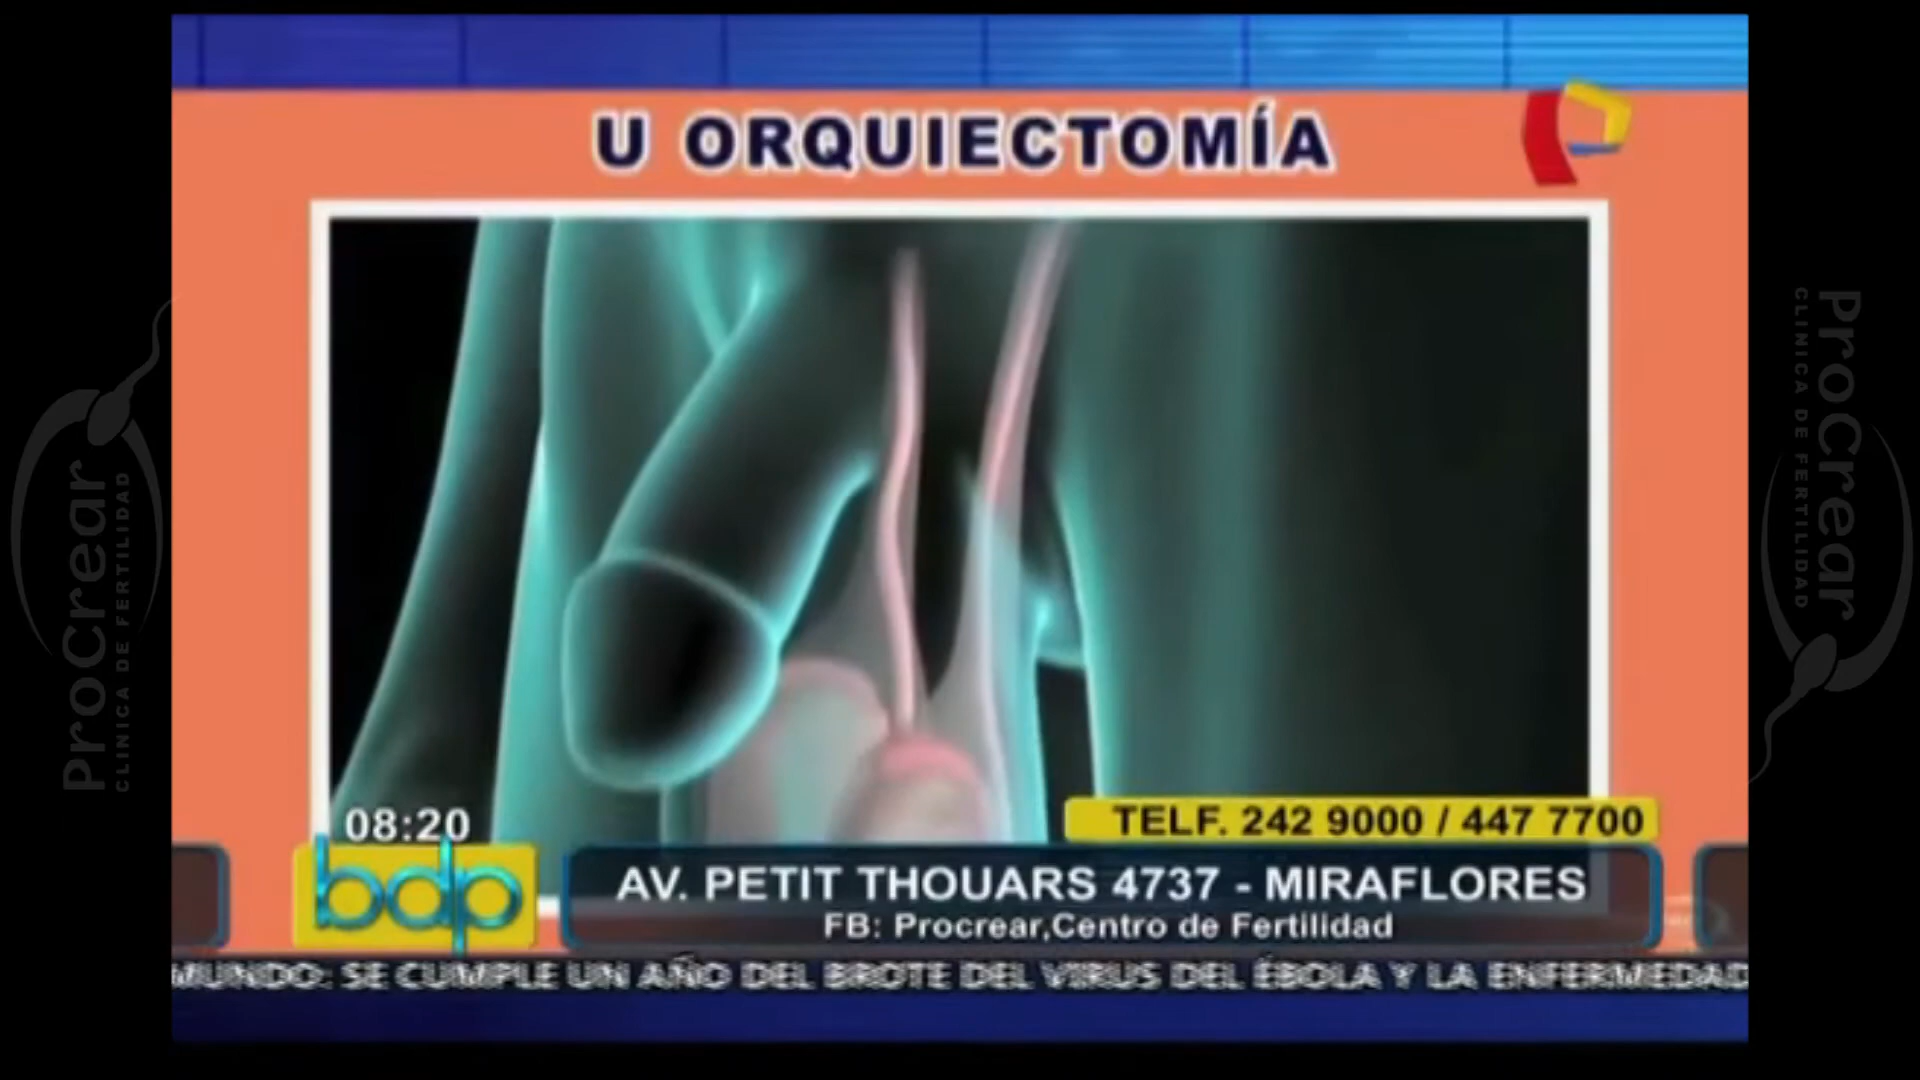 U ORQUIECTOMÍA
08:20
TELF. 242 9000 / 447 7700
bdp
AV. PETIT THOUARS 4737 - MIRAFLORES
FB: Procrear,Centro de Fertilidad
MUNDO: SE CUMPLE UN AÑO DEL BROTE DEL VIRUS DEL ÉBOLA Y LA ENFERMEDAD
ProCrear
CLINICA DE FERTILIDAD
ProCrear
CLINICA DE FERTILIDAD